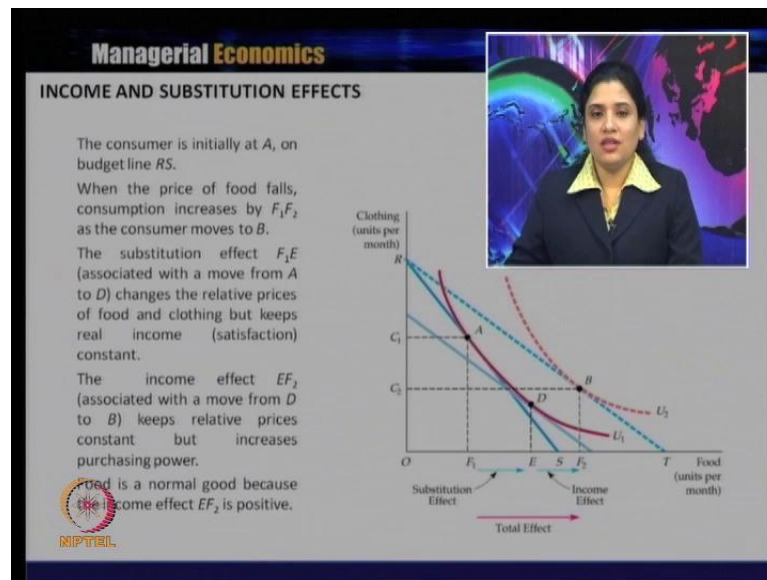 Managerial Economics
INCOME AND SUBSTITUTION EFFECTS
The consumer is initially at A, on
budget line RS.
When the price of food falls,
consumption increases by F₁F₂
as the consumer moves to B.
The substitution effect F₁E
(associated with a move from A
to D) changes the relative prices
of food and clothing but keeps
real income (satisfaction)
constant.
The income effect EF₂
(associated with a move from D
to B) keeps relative prices
constant but increases
purchasing power.
Food is a normal good because
the income effect EF₂ is positive.
NPTEL
Clothing
(units per
month)
R
A
C₁
B
C₂
D
U₂
U₁
O F₁ E S F₂ T Food
(units per
month)
Substitution
Effect
Income
Effect
Total Effect